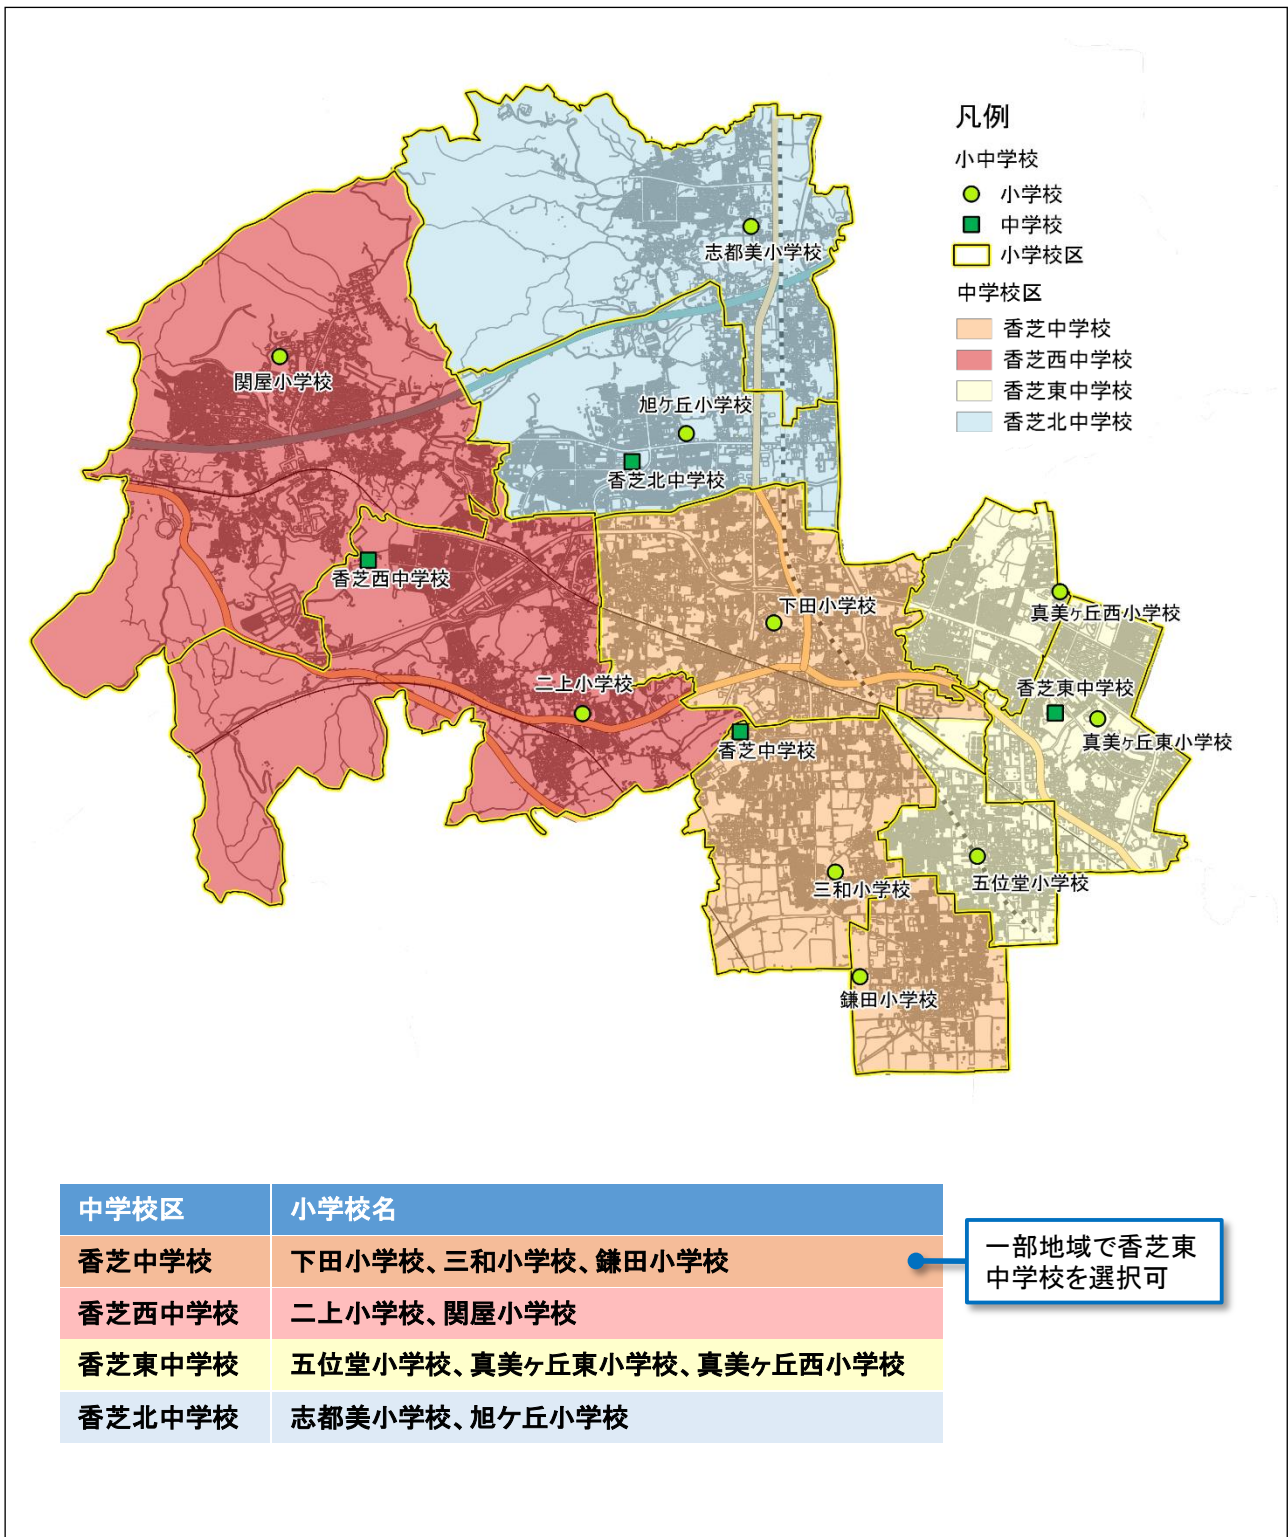 凡例
小中学校
小学校
中学校
小学校区
中学校区
香芝中学校
香芝西中学校
香芝東中学校
香芝北中学校
志都美小学校
関屋小学校
旭ケ丘小学校
香芝北中学校
香芝西中学校
下田小学校
真美ヶ丘西小学校
二上小学校
香芝東中学校
香芝中学校
真美ヶ丘東小学校
三和小学校
五位堂小学校
鎌田小学校
中学校区 小学校名
香芝中学校 下田小学校、三和小学校、鎌田小学校
香芝西中学校 二上小学校、関屋小学校
香芝東中学校 五位堂小学校、真美ヶ丘東小学校、真美ヶ丘西小学校
香芝北中学校 志都美小学校、旭ケ丘小学校
一部地域で香芝東
中学校を選択可